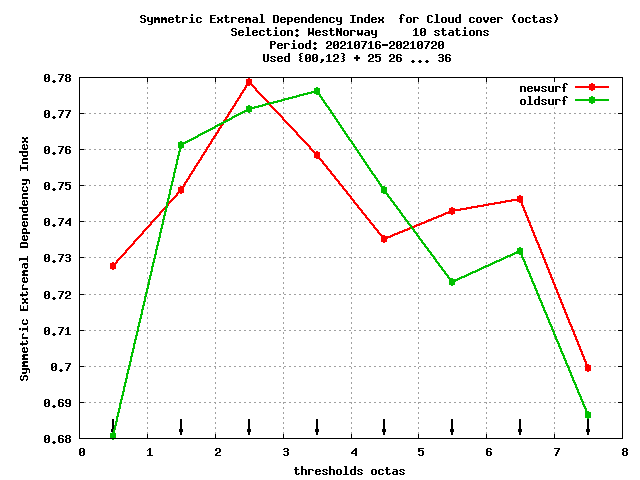 Symmetric Extremal Dependency Index  for Cloud cover (octas)
Selection: WestNorway     10 stations
Period: 20210716-20210720
Used {00,12} + 25 26 ... 36
newsurf
oldsurf
Symmetric Extremal Dependency Index
0,78
0,77
0,76
0,75
0,74
0,73
0,72
0,71
0,7
0,69
0,68
0 1 2 3 4 5 6 7 8
thresholds octas